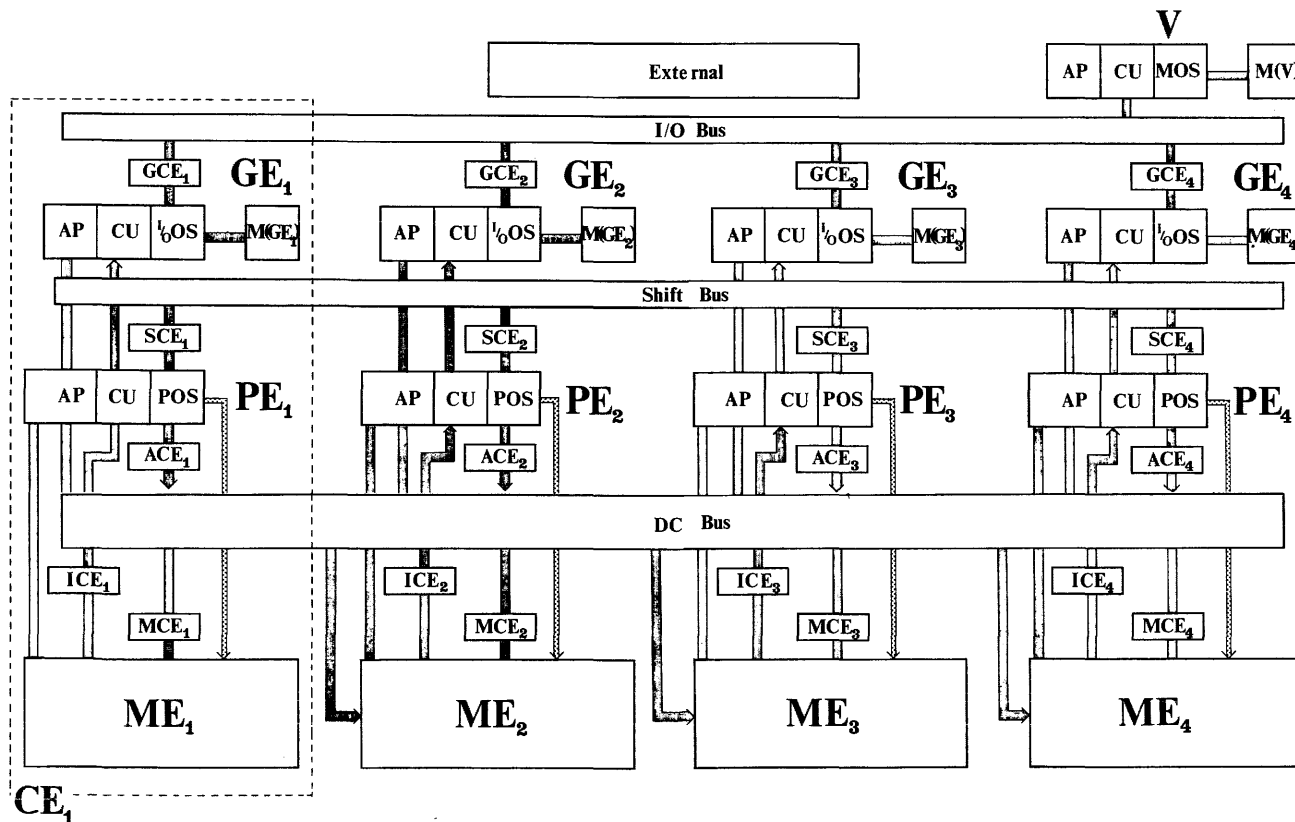 V
External
AP CU MOS M(V)
I/O Bus
GCE₁ GE₁ GCE₂ GE₂ GCE₃ GE₃ GCE₄ GE₄
AP CU I/OOS M(GE₁) AP CU I/OOS M(GE₂) AP CU I/OOS M(GE₃) AP CU I/OOS M(GE₄
Shift Bus
SCE₁ SCE₂ SCE₃ SCE₄
AP CU POS PE₁ AP CU POS PE₂ AP CU POS PE₃ AP CU POS PE₄
ACE₁ ACE₂ ACE₃ ACE₄
DC Bus
ICE₁ ICE₂ ICE₃ ICE₄
MCE₁ MCE₂ MCE₃ MCE₄
ME₁ ME₂ ME₃ ME₄
CE₁